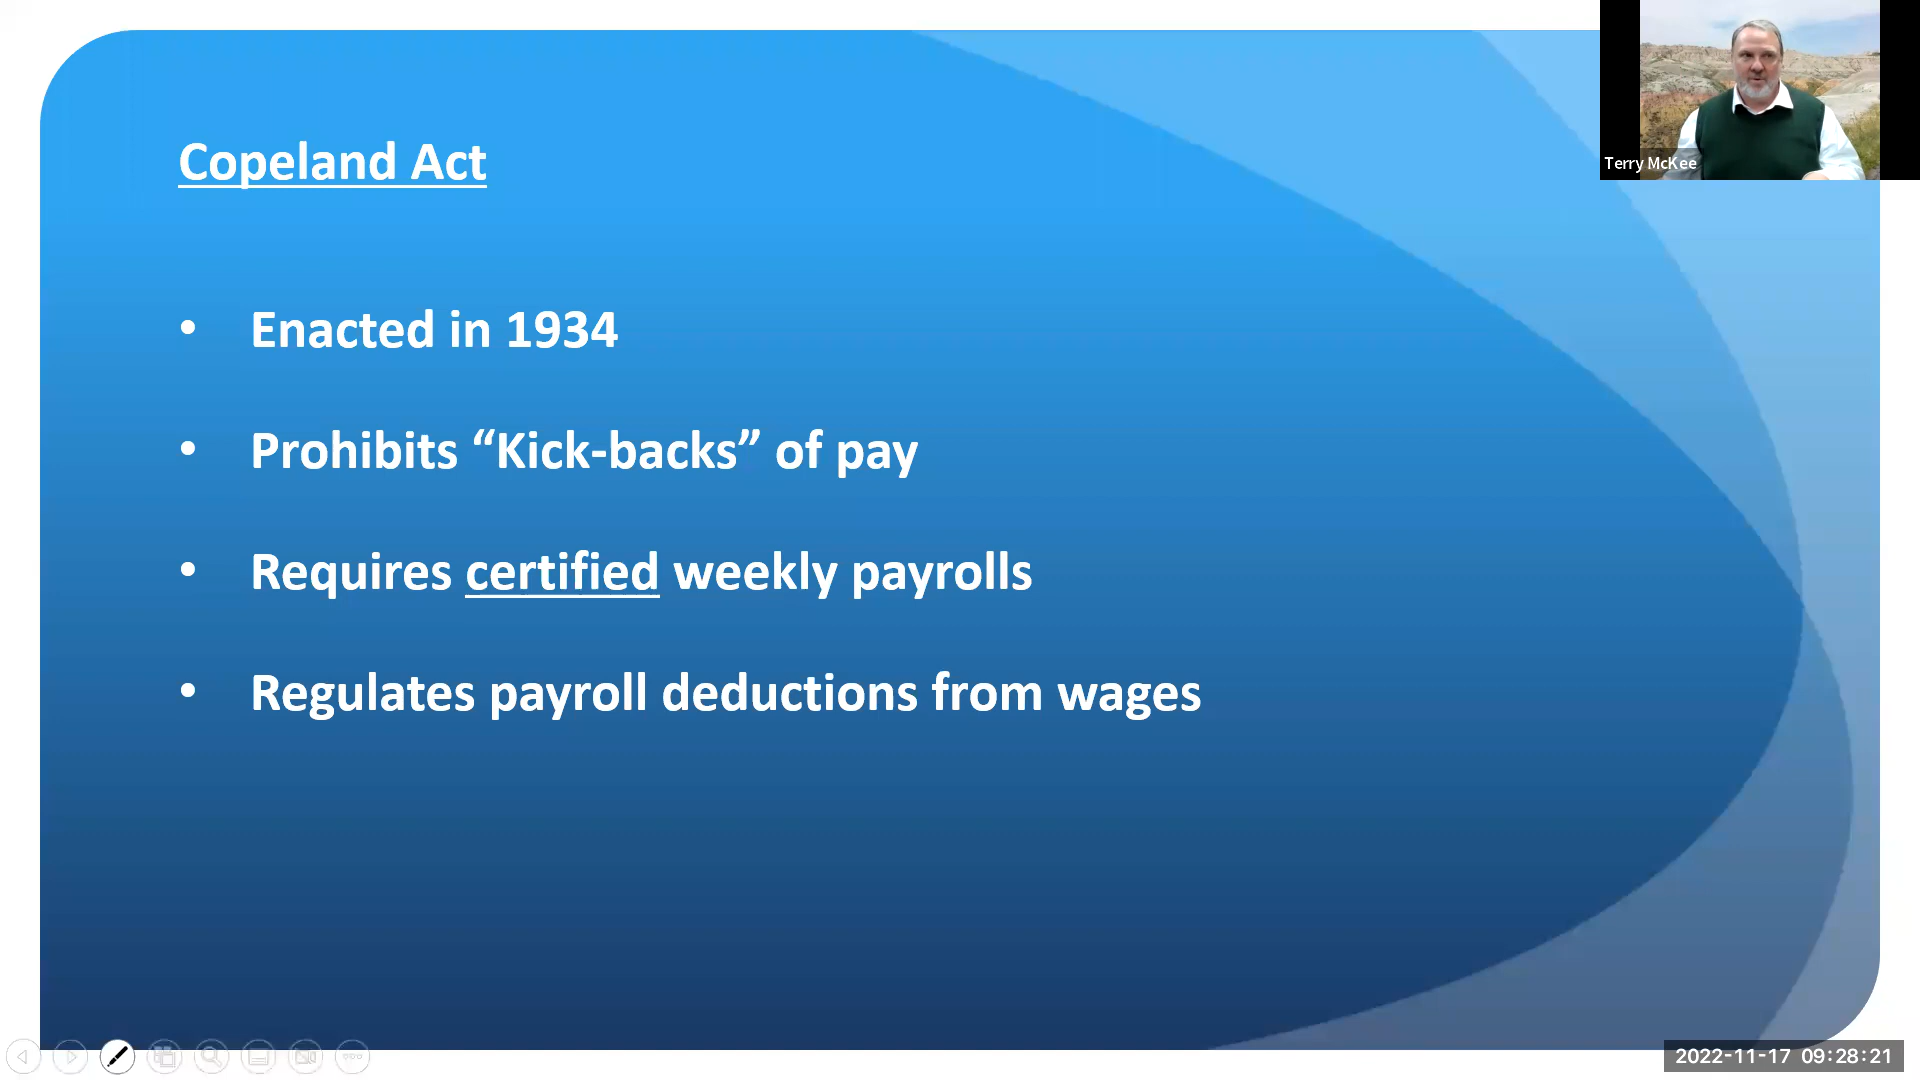 Copeland Act
• Enacted in 1934
• Prohibits “Kick-backs” of pay
• Requires certified weekly payrolls
• Regulates payroll deductions from wages
Terry McKee
2022-11-17 09:28:21